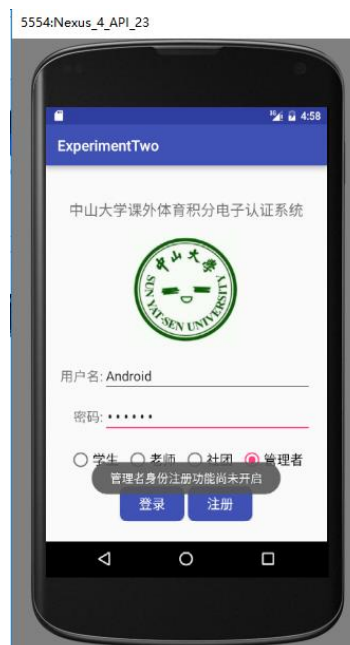 5554:Nexus_4_API_23
4:58
ExperimentTwo
中山大学课外体育积分电子认证系统
中山大学
SUN YAT-SEN UNIVERSITY
用户名: Android
密码: ••••••
学生 老师 社团 管理者
管理者身份注册功能尚未开启
登录 注册